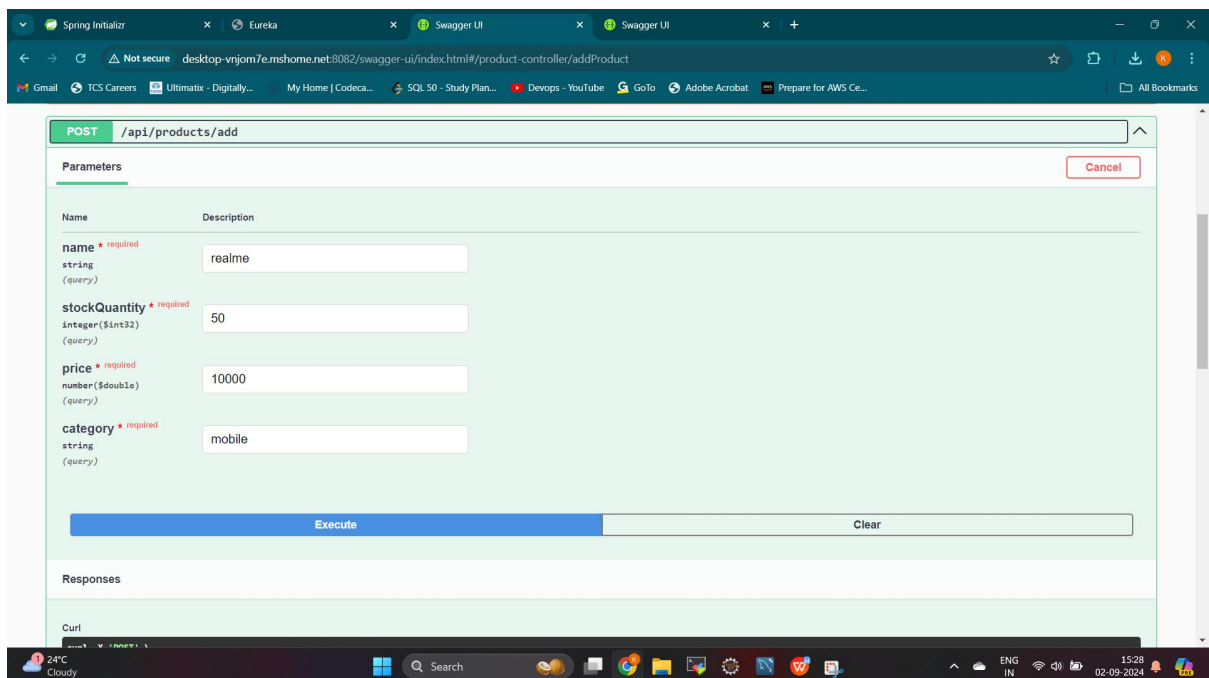 Spring Initializr
Eureka
Swagger UI
Swagger UI
Not secure desktop-vnjom7e.mshome.net:8082/swagger-ui/index.html#/product-controller/addProduct
Gmail TCS Careers Ultimatix - Digitally... My Home | Codeca... SQL 50 - Study Plan... Devops - YouTube GoTo Adobe Acrobat Prepare for AWS Ce... All Bookmarks
POST /api/products/add
Parameters
Cancel
Name Description
name * required
string
(query)
realme
stockQuantity * required
integer($int32)
(query)
50
price * required
number($double)
(query)
10000
category * required
string
(query)
mobile
Execute Clear
Responses
Curl
curl -X 'POST' \
1
24°C
Cloudy
Search
ENG
IN
15:28
02-09-2024